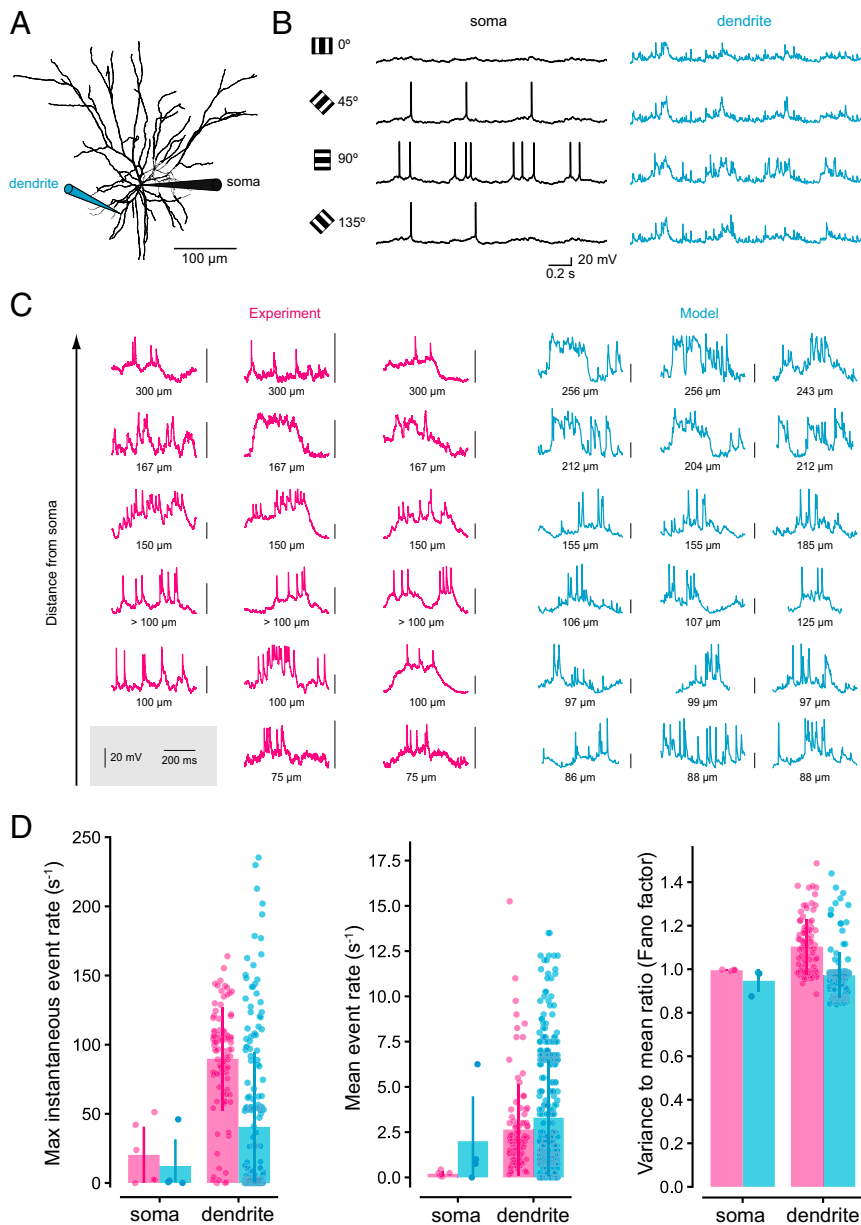 A
dendrite
soma
100 µm
B
soma
dendrite
0º
45º
90º
135º
20 mV
0.2 s
C
Experiment
Model
Distance from soma
300 µm
300 µm
300 µm
256 µm
256 µm
243 µm
167 µm
167 µm
167 µm
212 µm
204 µm
212 µm
150 µm
150 µm
150 µm
155 µm
155 µm
185 µm
> 100 µm
> 100 µm
> 100 µm
106 µm
107 µm
125 µm
100 µm
100 µm
100 µm
97 µm
99 µm
97 µm
20 mV
200 ms
75 µm
75 µm
86 µm
88 µm
88 µm
D
Max instantaneous event rate (s⁻¹)
250
200
150
100
50
0
soma
dendrite
Mean event rate (s⁻¹)
17.5
15.0
12.5
10.0
7.5
5.0
2.5
0.0
soma
dendrite
Variance to mean ratio (Fano factor)
1.4
1.2
1.0
0.8
0.6
0.4
0.2
0.0
soma
dendrite